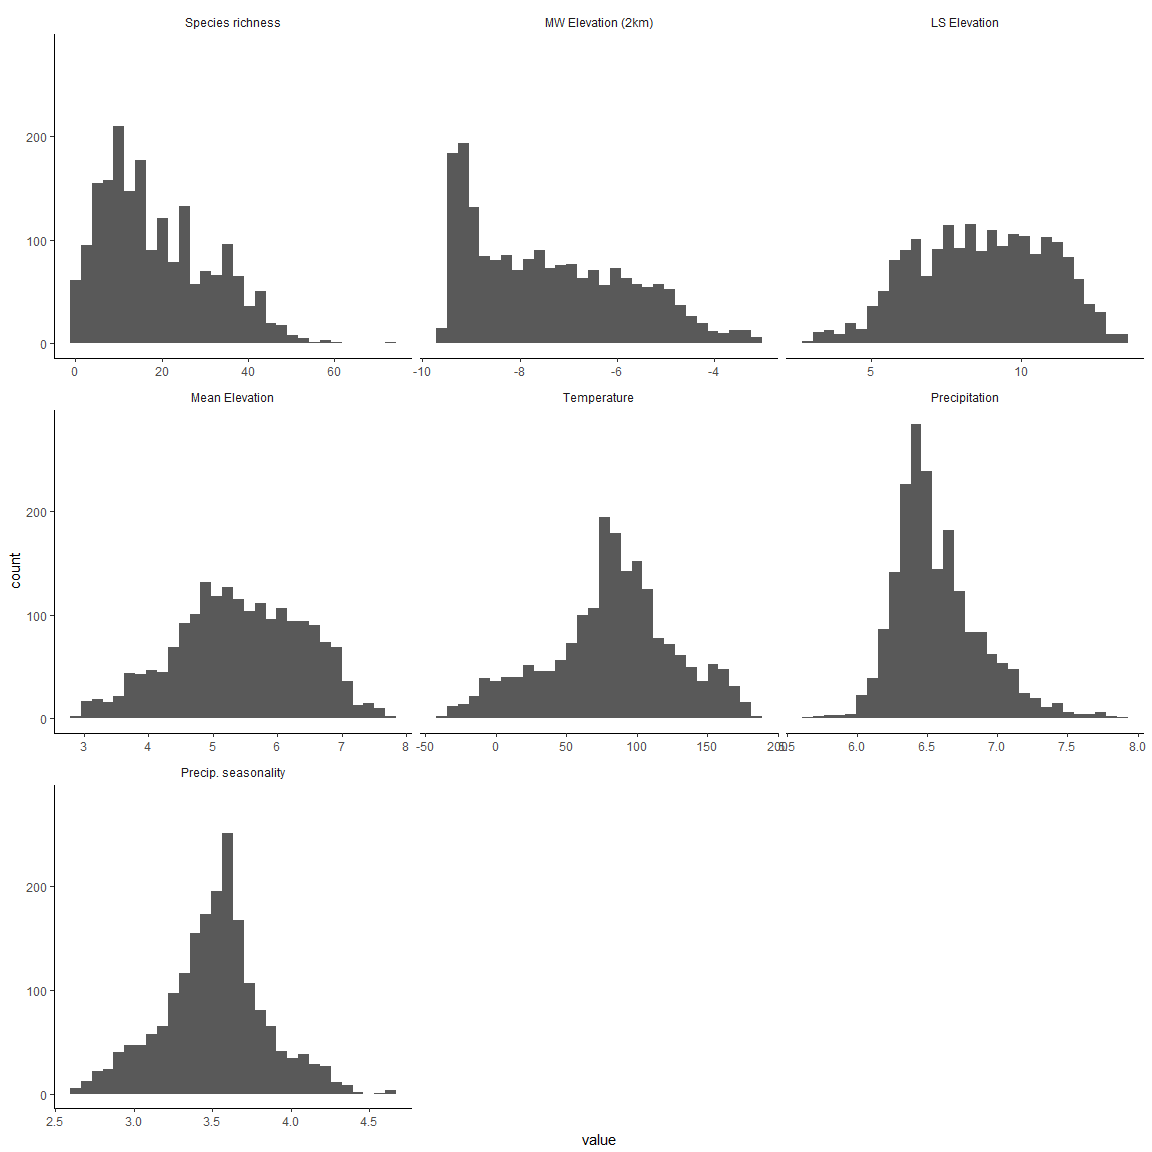 Species richness MW Elevation (2km) LS Elevation
200
100
0
0 20 40 60 -10 -8 -6 -4 5 10
Mean Elevation Temperature Precipitation
200
100
0
3 4 5 6 7 8 -50 0 50 100 150 200 5.5 6.0 6.5 7.0 7.5 8.0
count
Precip. seasonality
200
100
0
2.5 3.0 3.5 4.0 4.5
value